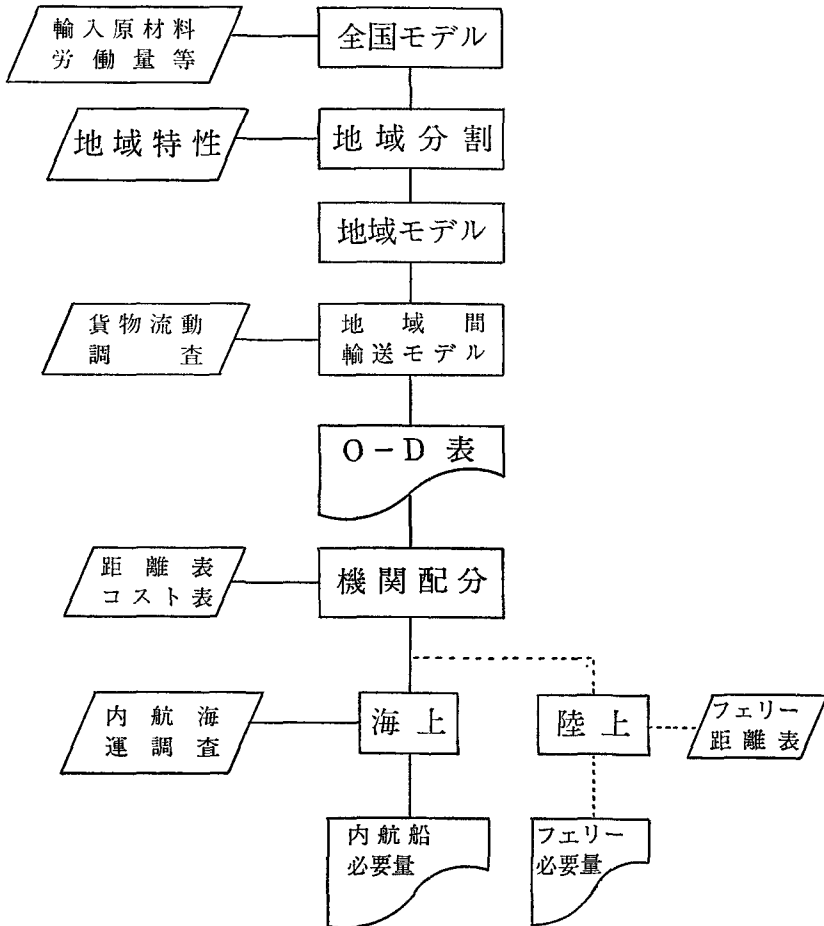 輸入原材料
労働量等
全国モデル
地域特性
地域分割
地域モデル
貨物流動
調査
地域間
輸送モデル
O－D 表
距離表
コスト表
機関配分
内航海
運調査
海上
陸上
フェリー
距離表
内航船
必要量
フェリー
必要量